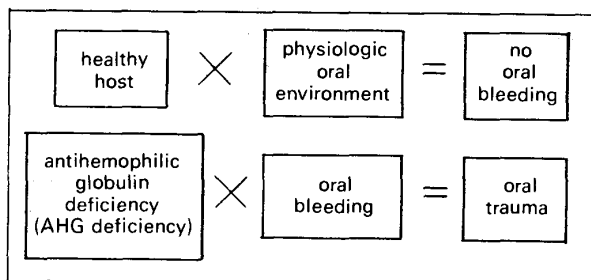 healthy host × physiologic oral environment = no oral bleeding
antihemophilic globulin deficiency (AHG deficiency) × oral bleeding = oral trauma